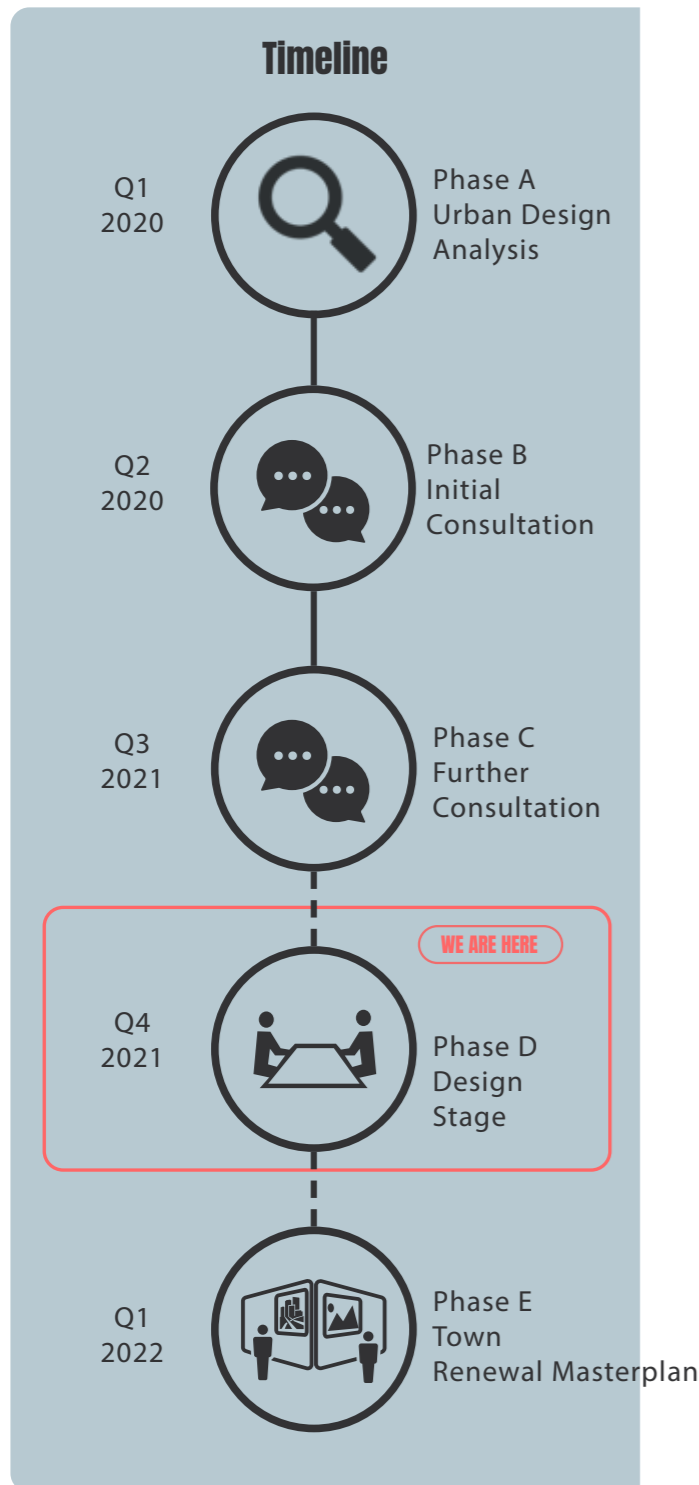 Timeline
Q1
2020
Phase A
Urban Design
Analysis
Q2
2020
Phase B
Initial
Consultation
Q3
2021
Phase C
Further
Consultation
WE ARE HERE
Q4
2021
Phase D
Design
Stage
Q1
2022
Phase E
Town
Renewal Masterplan